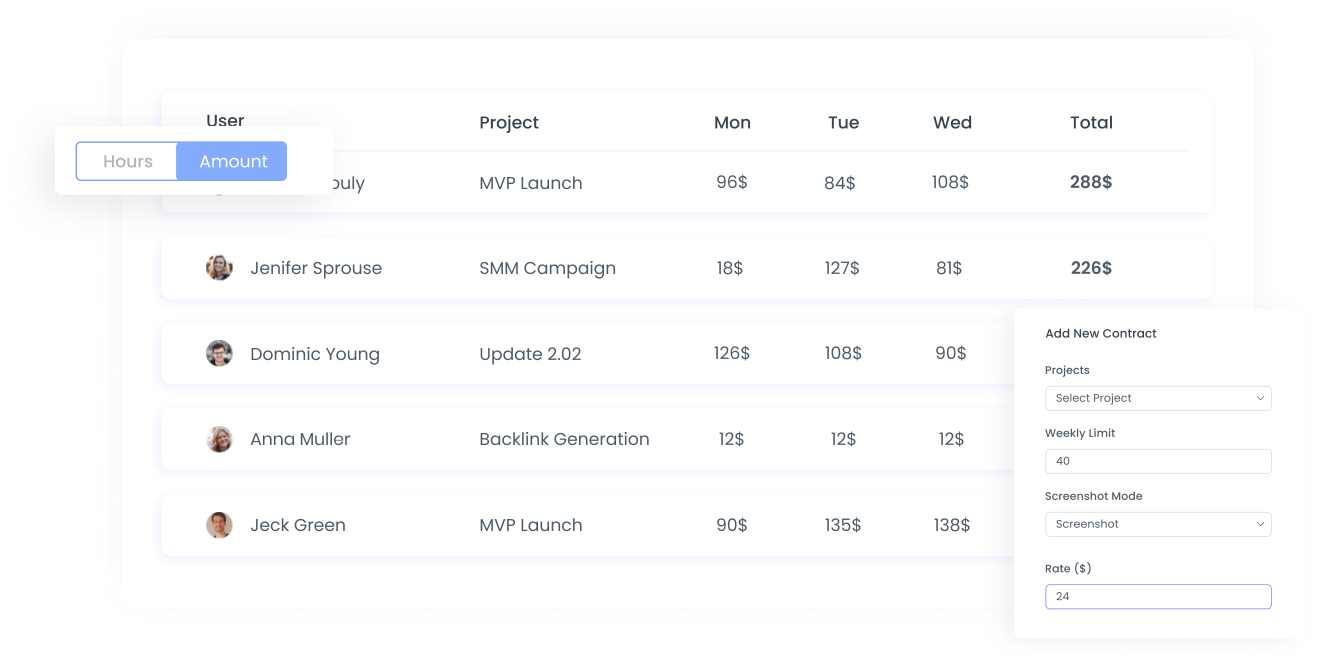 User Project Mon Tue Wed Total
Hours Amount
MVP Launch 96$ 84$ 108$ 288$
Jenifer Sprouse SMM Campaign 18$ 127$ 81$ 226$
Dominic Young Update 2.02 126$ 108$ 90$
Anna Muller Backlink Generation 12$ 12$ 12$
Jeck Green MVP Launch 90$ 135$ 138$
Add New Contract
Projects
Select Project
Weekly Limit
40
Screenshot Mode
Screenshot
Rate ($)
24